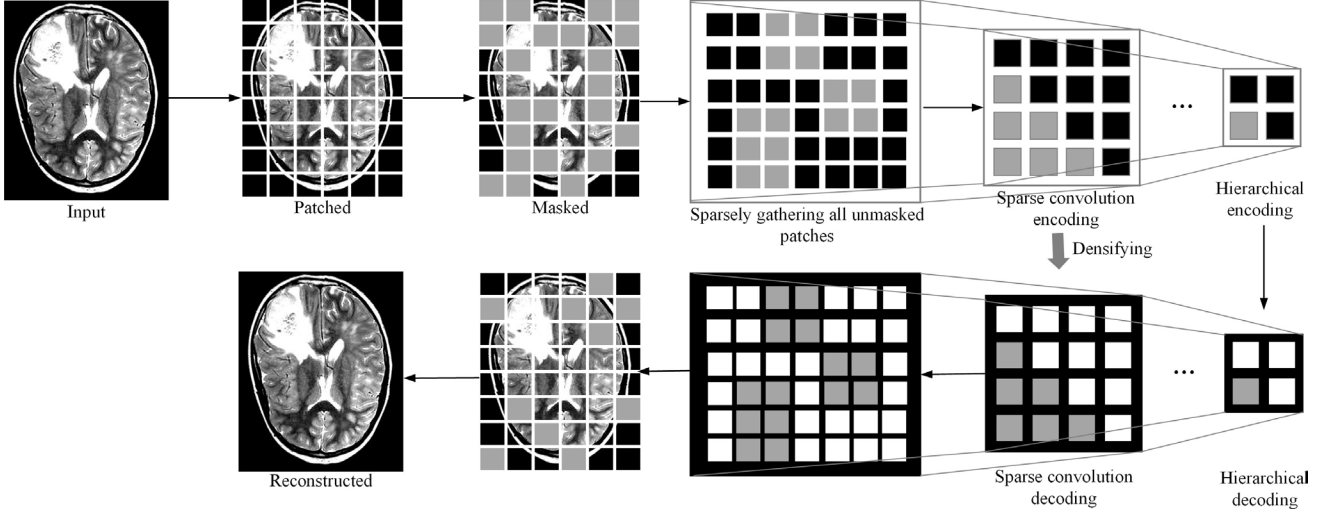 Input
Patched
Masked
Sparsely gathering all unmasked
patches
Sparse convolution
encoding
...
Hierarchical
encoding
Densifying
...
Reconstructed
Sparse convolution
decoding
Hierarchical
decoding